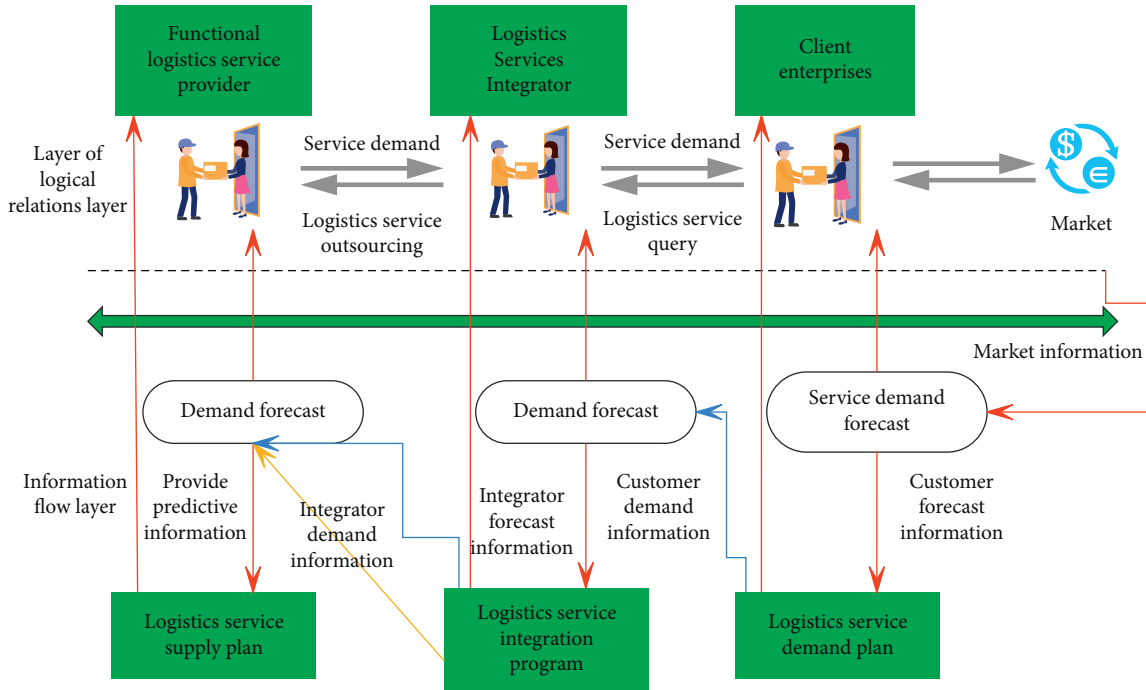 Functional
logistics service
provider
Logistics
Services
Integrator
Client
enterprises
Layer of
logical
relations layer
Service demand
Logistics service
outsourcing
Service demand
Logistics service
query
$
∈
Market
Market information
Demand forecast
Demand forecast
Service demand
forecast
Information
flow layer
Provide
predictive
information
Integrator
demand
information
Integrator
forecast
information
Customer
demand
information
Customer
forecast
information
Logistics service
supply plan
Logistics service
integration
program
Logistics service
demand plan